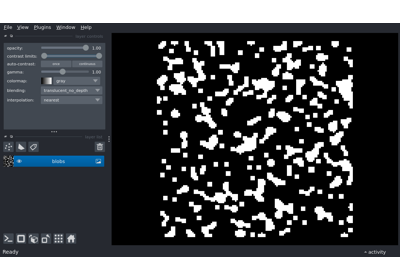 File View Plugins Window Help
opacity: 1.00
contrast limits:
auto-contrast: once continuous
gamma: 1.00
colormap: gray
blending: translucent_no_depth
interpolation: nearest
blobs
Ready
activity